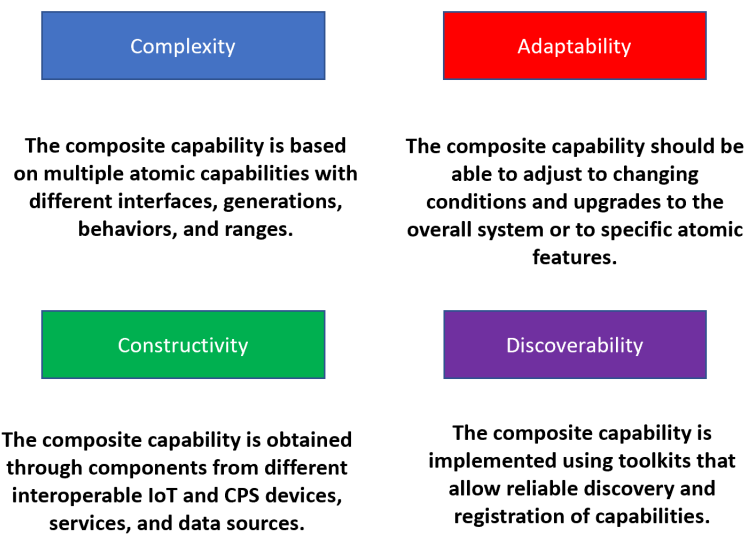 Complexity
Adaptability
The composite capability is based
on multiple atomic capabilities with
different interfaces, generations,
behaviors, and ranges.
The composite capability should be
able to adjust to changing
conditions and upgrades to the
overall system or to specific atomic
features.
Constructivity
Discoverability
The composite capability is obtained
through components from different
interoperable IoT and CPS devices,
services, and data sources.
The composite capability is
implemented using toolkits that
allow reliable discovery and
registration of capabilities.